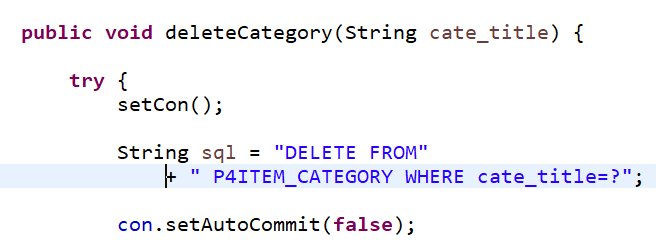 public void deleteCategory(String cate_title) {
try {
setCon();
String sql = "DELETE FROM"
+ " P4ITEM_CATEGORY WHERE cate_title=?";
con.setAutoCommit(false);